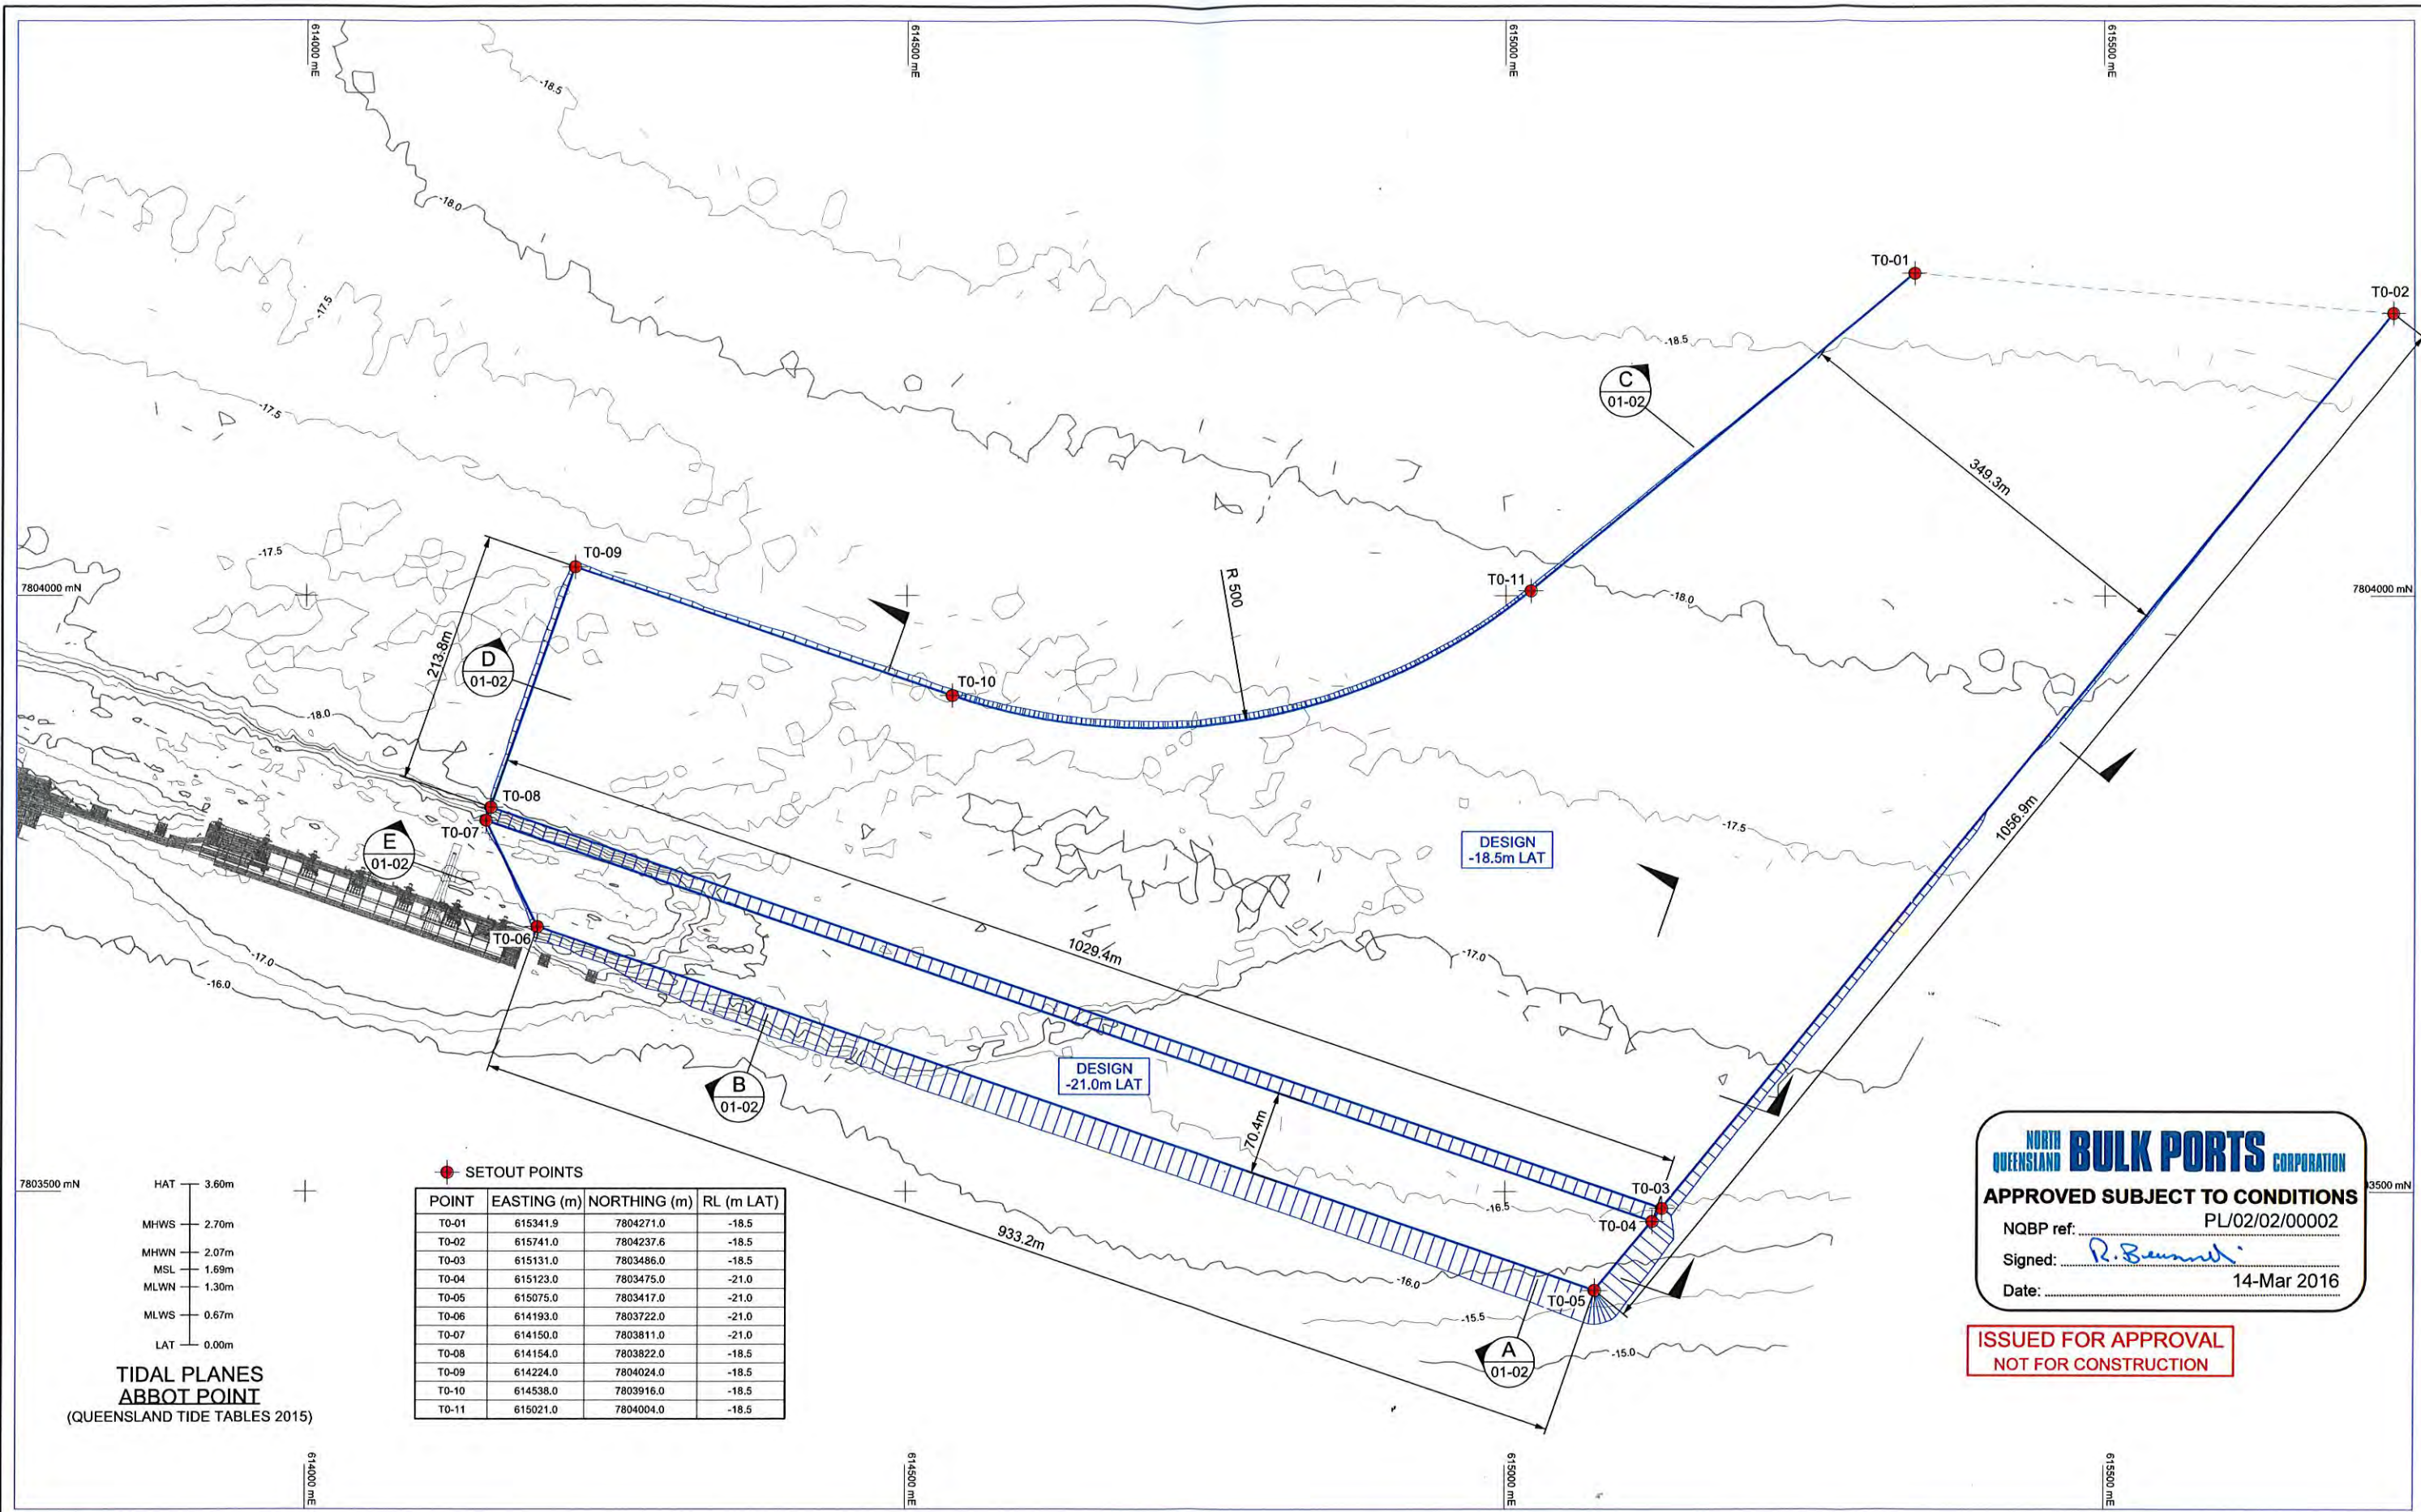 614000 mE
614500 mE
615000 mE
615500 mE
-18.5
-18.0
-17.5
T0-01
T0-02
-18.5
C
01-02
-17.5
349.3m
-17.5
T0-09
T0-11
R 500
-18.0
7804000 mN
7804000 mN
213.8m
D
01-02
T0-10
-18.0
T0-08
T0-07
E
01-02
1056.9m
-17.5
DESIGN
-18.5m LAT
T0-06
1029.4m
-17.0
-17.0
-16.0
DESIGN
-21.0m LAT
B
01-02
70.4m
T0-03
-16.5
T0-04
933.2m
-16.0
T0-05
-15.5
-15.0
A
01-02
7803500 mN
3500 mN
HAT 3.60m
MHWS 2.70m
MHWN 2.07m
MSL 1.69m
MLWN 1.30m
MLWS 0.67m
LAT 0.00m
TIDAL PLANES
ABBOT POINT
(QUEENSLAND TIDE TABLES 2015)
SETOUT POINTS
POINT EASTING (m) NORTHING (m) RL (m LAT)
T0-01 615341.9 7804271.0 -18.5
T0-02 615741.0 7804237.6 -18.5
T0-03 615131.0 7803486.0 -18.5
T0-04 615123.0 7803475.0 -21.0
T0-05 615075.0 7803417.0 -21.0
T0-06 614193.0 7803722.0 -21.0
T0-07 614150.0 7803811.0 -21.0
T0-08 614154.0 7803822.0 -18.5
T0-09 614224.0 7804024.0 -18.5
T0-10 614538.0 7803916.0 -18.5
T0-11 615021.0 7804004.0 -18.5
NORTH QUEENSLAND BULK PORTS CORPORATION
APPROVED SUBJECT TO CONDITIONS
NQBP ref: PL/02/02/00002
Signed:
Date: 14-Mar 2016
ISSUED FOR APPROVAL
NOT FOR CONSTRUCTION
614000 mE
614500 mE
615000 mE
615500 mE